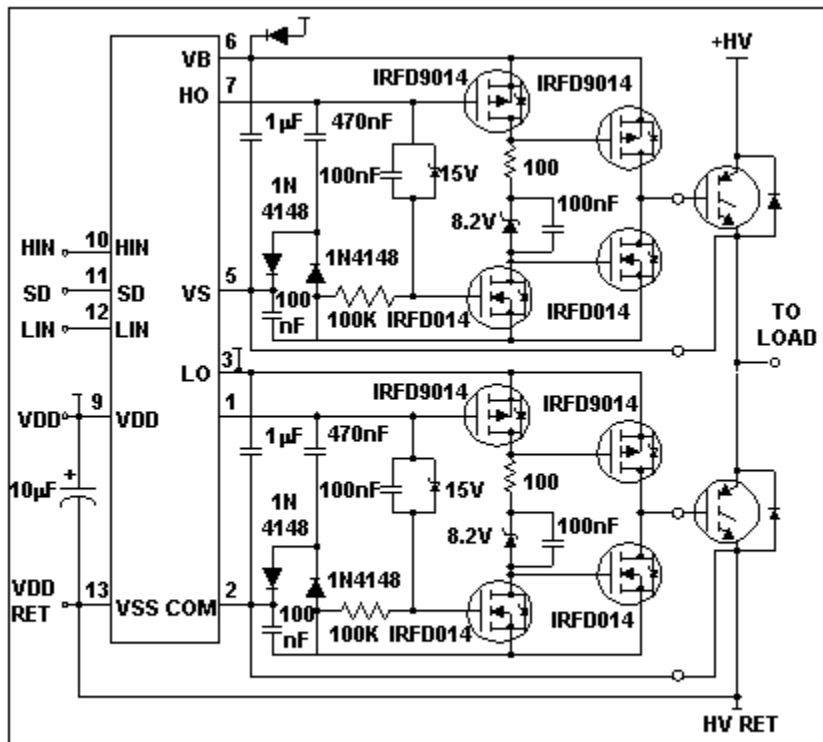 6
VB
+HV
IRFD9014
IRFD9014
HO
7
1µF
470nF
100nF
15V
100
1N
4148
100nF
8.2V
HIN
10
HIN
1N4148
SD
11
SD
VS
5
LIN
12
LIN
100
nF
100K
IRFD014
IRFD014
TO
LOAD
LO
3
IRFD9014
IRFD9014
VDD
9
VDD
1
1µF
470nF
10µF
+
100nF
15V
100
1N
4148
100nF
8.2V
1N4148
VDD
RET
13
VSS COM
2
100
nF
100K
IRFD014
IRFD014
HV RET